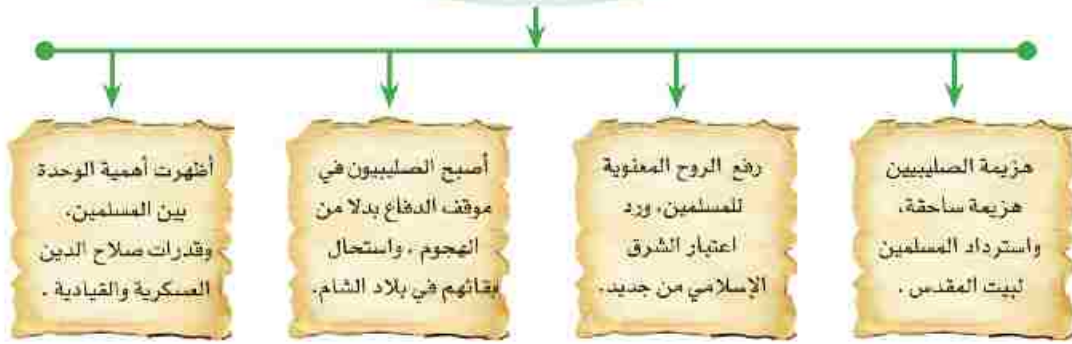 هزيمة الصليبيين
هزيمة ساحقة،
واسترداد المسلمين
لبيت المقدس .
رفع الروح المعنوية
للمسلمين، ورد
اعتبار الشرق
الإسلامي من جديد.
أصبح الصليبيون في
موقف الدفاع بدلا من
الهجوم ، واستحال
بقائهم في بلاد الشام.
أظهرت أهمية الوحدة
بين المسلمين،
وقدرات صلاح الدين
العسكرية والقيادية .